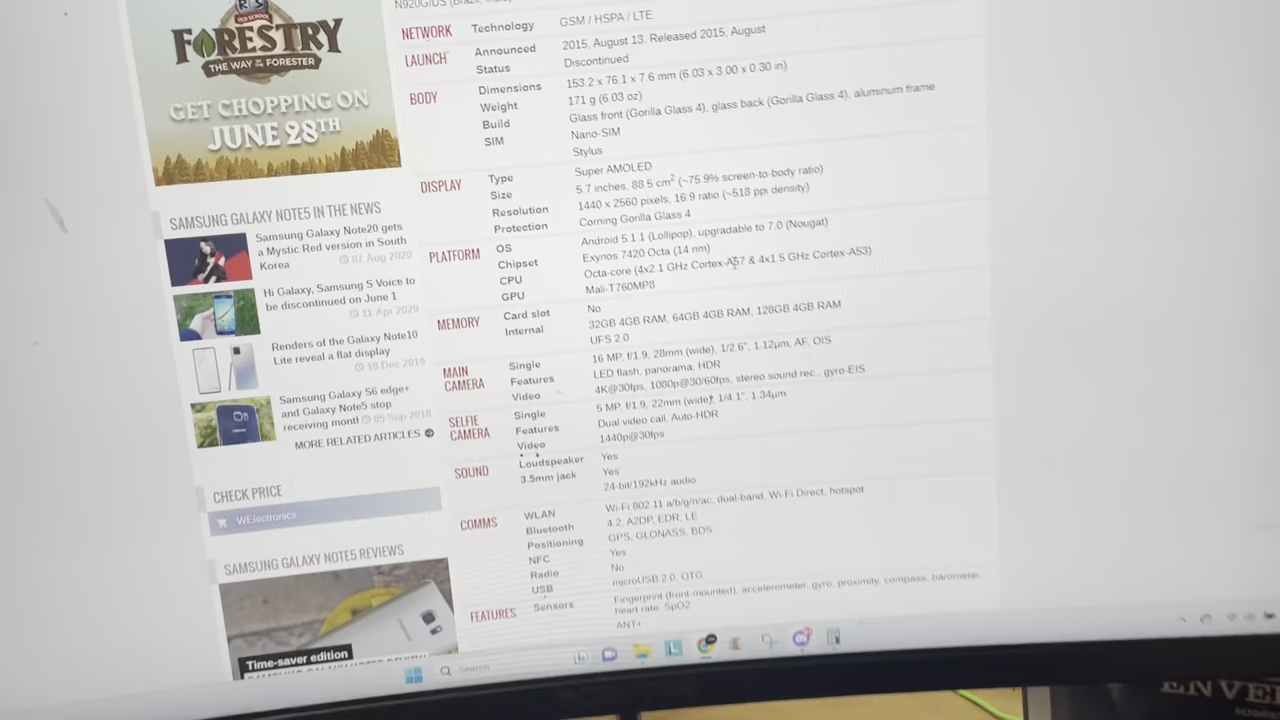 RS
OLD SCHOOL
FORESTRY
THE WAY OF THE FORESTER
GET CHOPPING ON
JUNE 28TH
SAMSUNG GALAXY NOTE5 IN THE NEWS
Samsung Galaxy Note20 gets
a Mystic Red version in South
Korea 07 Aug 2020
Hi Galaxy, Samsung S Voice to
be discontinued on June 1
11 Apr 2020
Renders of the Galaxy Note10
Lite reveal a flat display
18 Dec 2019
Samsung Galaxy S6 edge+
and Galaxy Note5 stop
receiving montl 05 Sep 2018
MORE RELATED ARTICLES
CHECK PRICE
WElectronics
SAMSUNG GALAXY NOTE5 REVIEWS
Time-saver edition
NETWORK Technology GSM / HSPA / LTE
LAUNCH Announced 2015, August 13. Released 2015, August
Status Discontinued
BODY Dimensions 153.2 x 76.1 x 7.6 mm (6.03 x 3.00 x 0.30 in)
Weight 171 g (6.03 oz)
Build Glass front (Gorilla Glass 4), glass back (Gorilla Glass 4), aluminum frame
SIM Nano-SIM
Stylus
DISPLAY Type Super AMOLED
Size 5.7 inches, 88.5 cm2 (~75.9% screen-to-body ratio)
Resolution 1440 x 2560 pixels, 16:9 ratio (~518 ppi density)
Protection Corning Gorilla Glass 4
PLATFORM OS Android 5.1.1 (Lollipop), upgradable to 7.0 (Nougat)
Chipset Exynos 7420 Octa (14 nm)
CPU Octa-core (4x2.1 GHz Cortex-A57 & 4x1.5 GHz Cortex-A53)
GPU Mali-T760MP8
MEMORY Card slot No
Internal 32GB 4GB RAM, 64GB 4GB RAM, 128GB 4GB RAM
UFS 2.0
MAIN CAMERA Single 16 MP, f/1.9, 28mm (wide), 1/2.6", 1.12µm, AF, OIS
Features LED flash, panorama, HDR
Video 4K@30fps, 1080p@30/60fps, stereo sound rec., gyro-EIS
SELFIE CAMERA Single 5 MP, f/1.9, 22mm (wide), 1/4.1", 1.34µm
Features Dual video call, Auto-HDR
Video 1440p@30fps
SOUND Loudspeaker Yes
3.5mm jack Yes
24-bit/192kHz audio
COMMS WLAN Wi-Fi 802.11 a/b/g/n/ac, dual-band, Wi-Fi Direct, hotspot
Bluetooth 4.2, A2DP, EDR, LE
Positioning GPS, GLONASS, BDS
NFC Yes
Radio No
USB microUSB 2.0, OTG
FEATURES Sensors Fingerprint (front-mounted), accelerometer, gyro, proximity, compass, barometer,
heart rate, SpO2
ANT+
Search